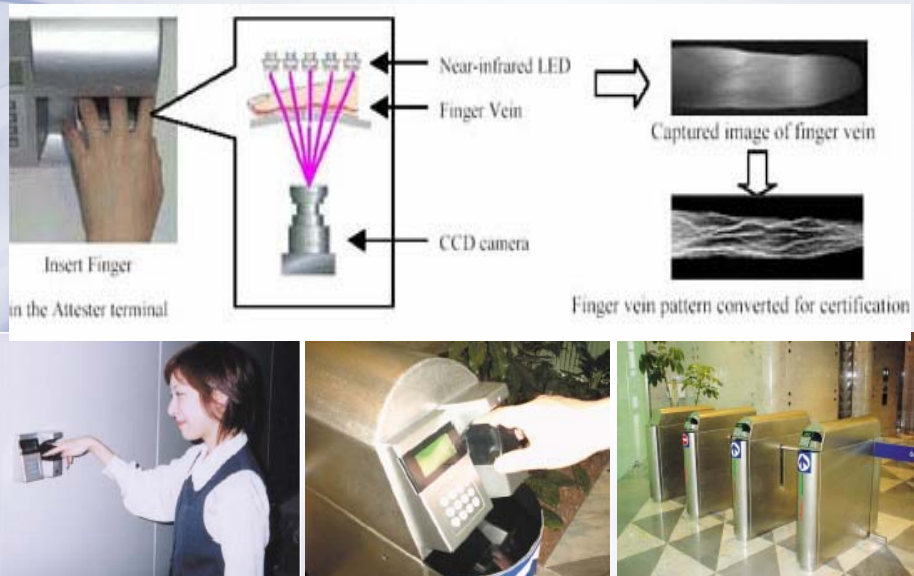 Near-infrared LED
Finger Vein
CCD camera
Insert Finger
in the Attester terminal
Captured image of finger vein
Finger vein pattern converted for certification